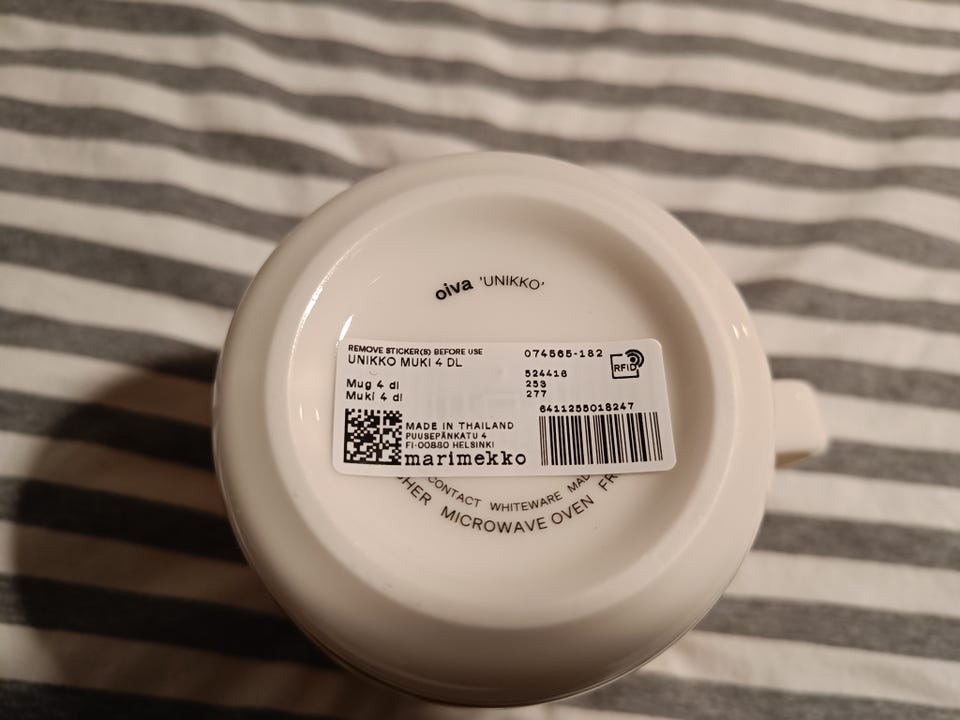 oiva 'UNIKKO'
REMOVE STICKER(S) BEFORE USE
UNIKKO MUKI 4 DL
074565-182
RFID
524416
Mug 4 dl
253
Muki 4 dl
277
6411255018247
MADE IN THAILAND
PUUSEPÄNKATU 4
FI-00880 HELSINKI
marimekko
CONTACT WHITEWARE
MICROWAVE OVEN